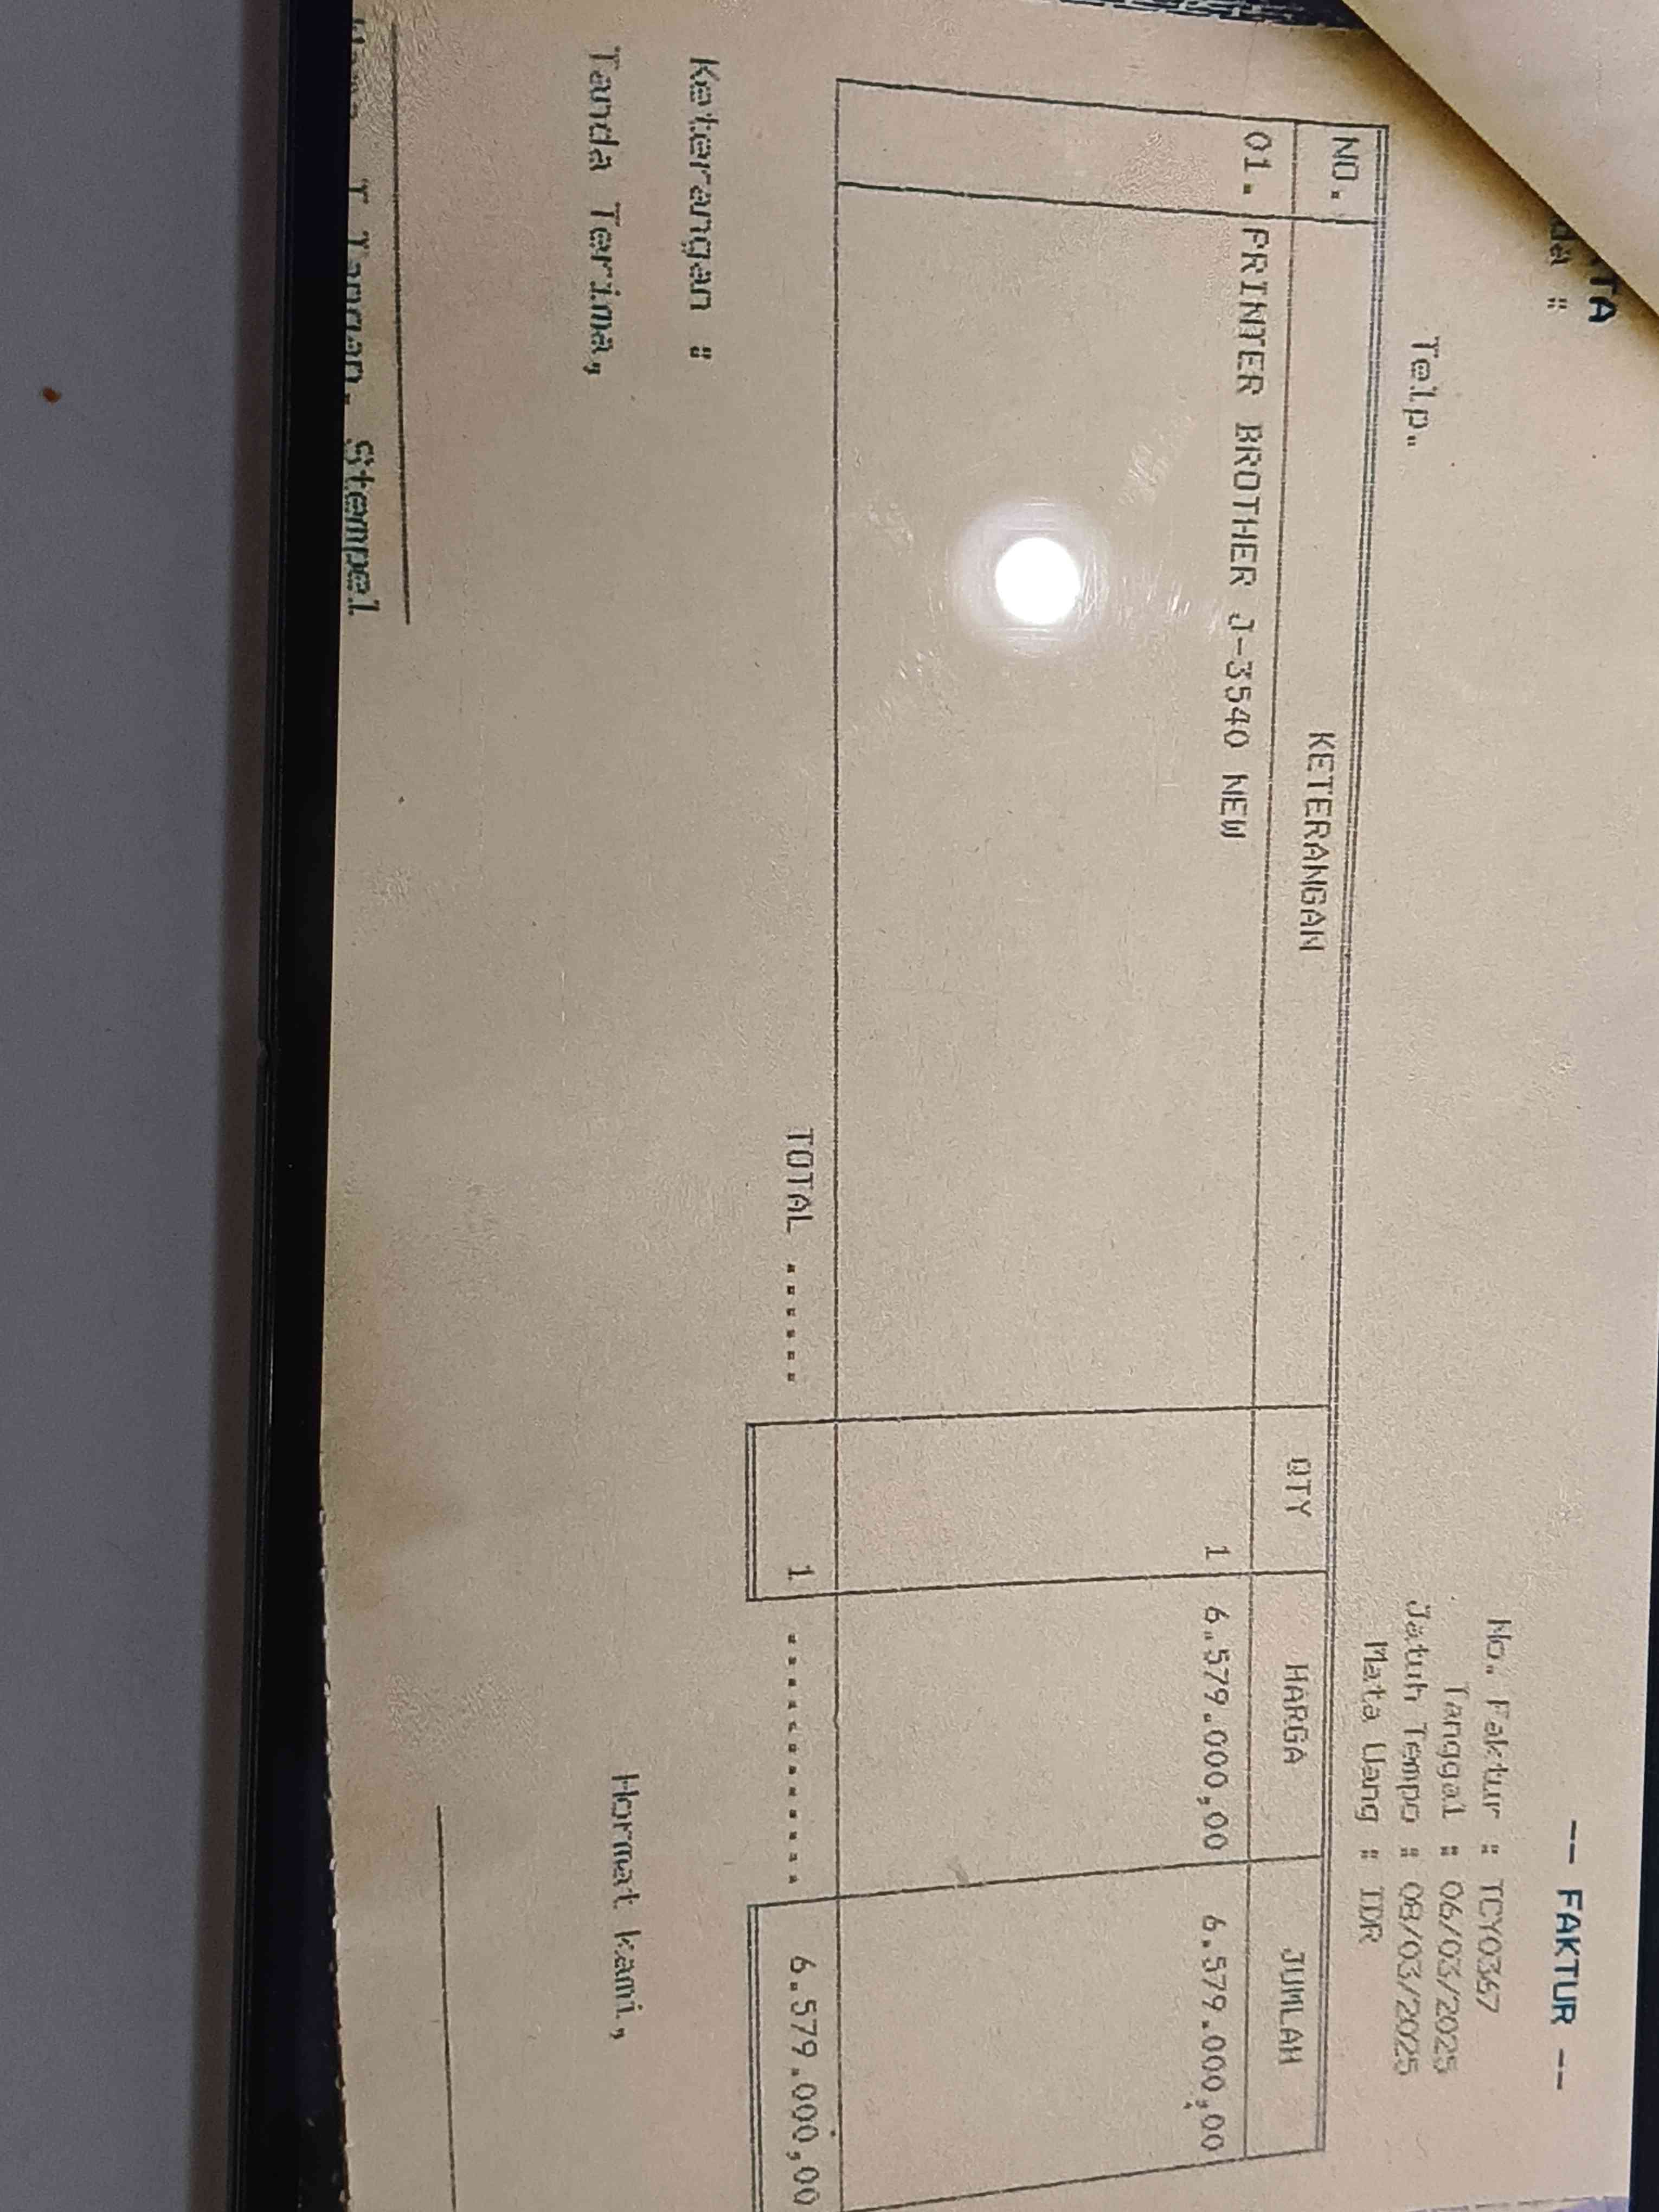 -- FAKTUR --
No. Faktur : TCY0367
Tanggal : 06/03/2025
Telp. Jatuh Tempo : 08/03/2025
Mata Uang : IDR
NO. KETERANGAN QTY HARGA JUMLAH
01. PRINTER BROTHER J-3540 NEW 1 6.579.000,00 6.579.000,00
TOTAL ...... 1 ............ 6.579.000,00
Keterangan :
Tanda Terima, Hormat kami,
T.Tangan, Stempel